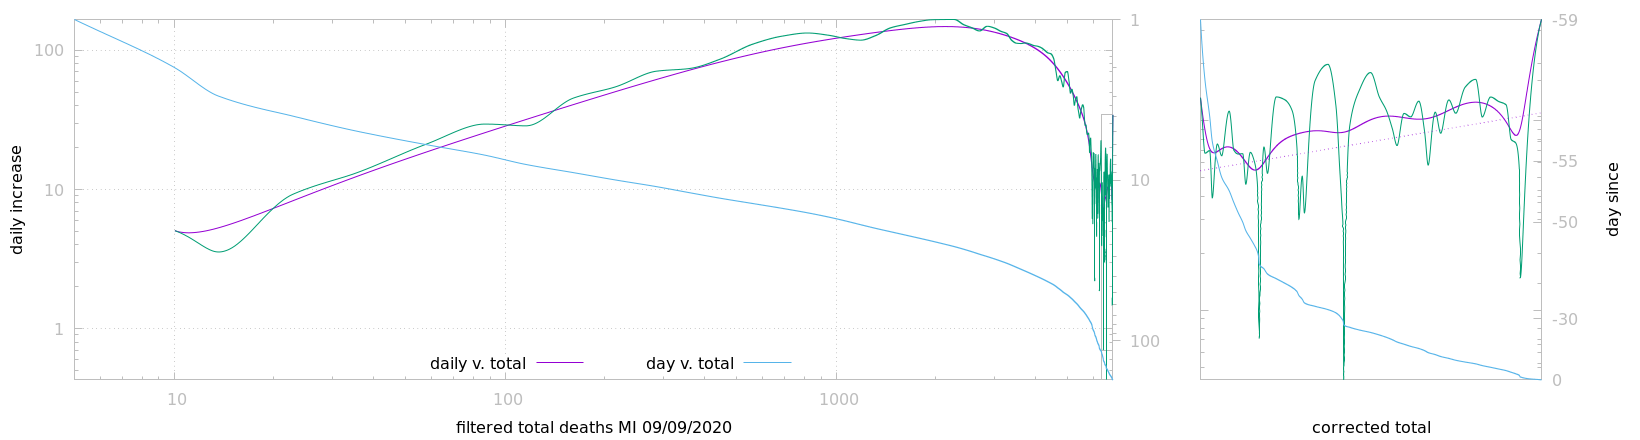 100
10
1
daily increase
10
100
1000
filtered total deaths MI 09/09/2020
daily v. total
day v. total
1
10
100
-59
-55
-50
-30
0
day since
corrected total